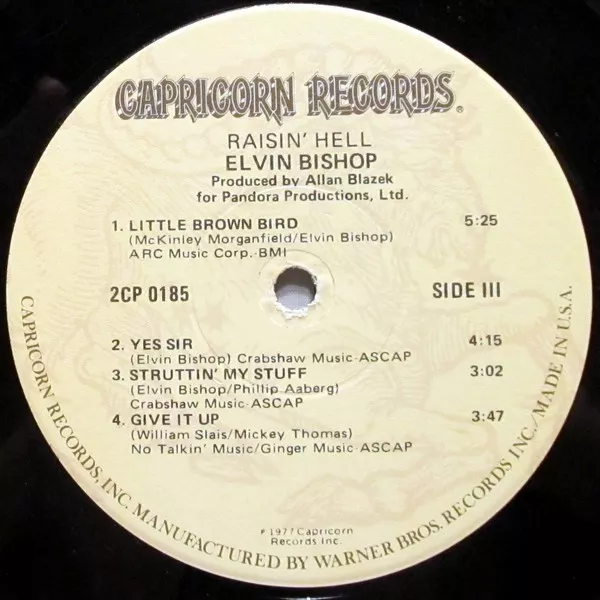 CAPRICORN RECORDS®
RAISIN' HELL
ELVIN BISHOP
Produced by Allan Blazek
for Pandora Productions, Ltd.
1. LITTLE BROWN BIRD 5:25
(McKinley Morganfield/Elvin Bishop)
ARC Music Corp.-BMI
2CP 0185 SIDE III
2. YES SIR 4:15
(Elvin Bishop) Crabshaw Music-ASCAP
3. STRUTTIN' MY STUFF 3:02
(Elvin Bishop/Phillip Aaberg)
Crabshaw Music-ASCAP
4. GIVE IT UP 3:47
(William Slais/Mickey Thomas)
No Talkin' Music/Ginger Music-ASCAP
℗ 1977 Capricorn
Records Inc.
CAPRICORN RECORDS, INC. MANUFACTURED BY WARNER BROS. RECORDS INC./MADE IN U.S.A.